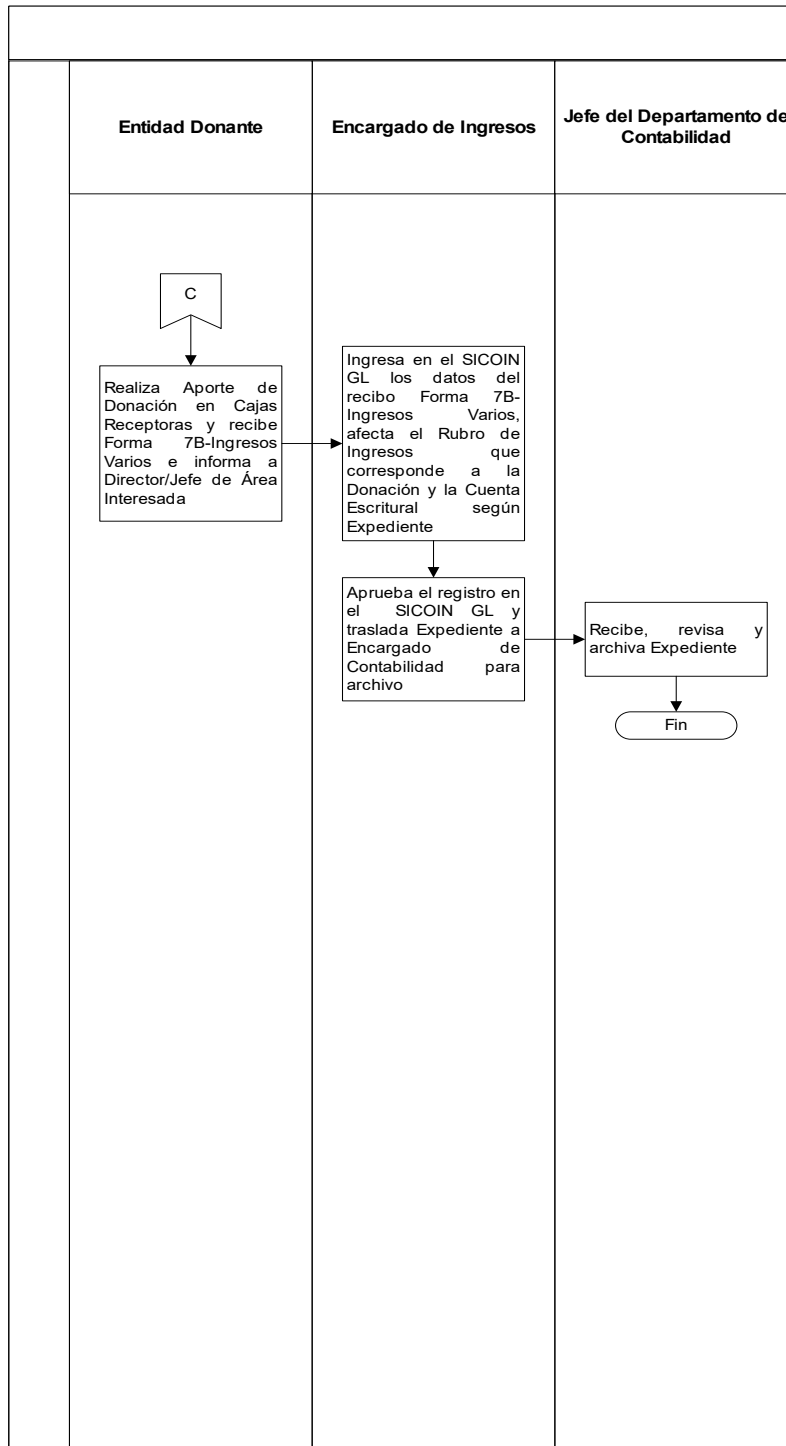 Entidad Donante
Encargado de Ingresos
Jefe del Departamento de
Contabilidad
C
Realiza Aporte de
Donación en Cajas
Receptoras y recibe
Forma 7B-Ingresos
Varios e informa a
Director/Jefe de Área
Interesada
Ingresa en el SICOIN
GL los datos del
recibo Forma 7B-
Ingresos Varios,
afecta el Rubro de
Ingresos que
corresponde a la
Donación y la Cuenta
Escritural según
Expediente
Aprueba el registro en
el SICOIN GL y
traslada Expediente a
Encargado de
Contabilidad para
archivo
Recibe, revisa y
archiva Expediente
Fin